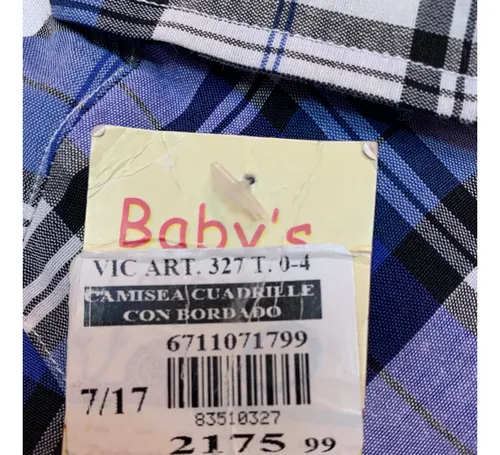 Baby's
VIC ART. 327 T. 0-4
CAMISEA CUADRILLE
CON BORDADO
6711071799
7/17
83510327
2175 99